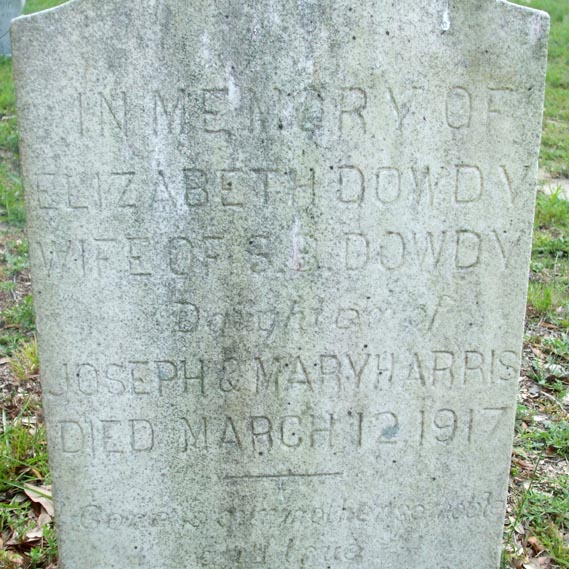 IN MEMORY OF
ELIZABETH DOWDY
WIFE OF S.B. DOWDY
Daughter of
JOSEPH & MARY HARRIS
DIED MARCH 12, 1917